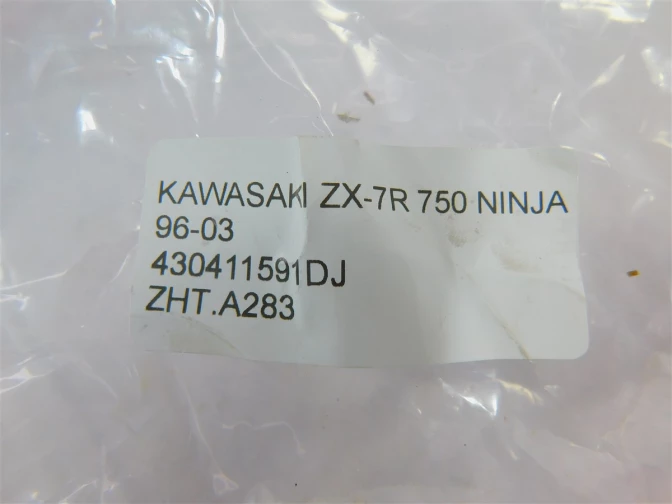 KAWASAKI ZX-7R 750 NINJA
96-03
430411591DJ
ZHT.A283